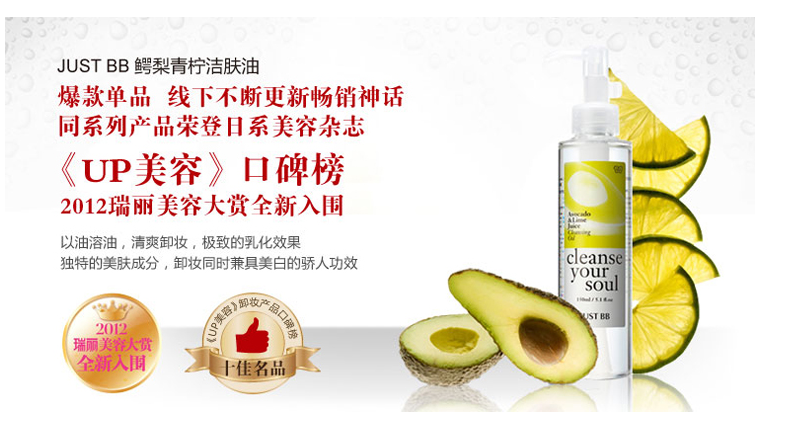 JUST BB 鳄梨青柠洁肤油
爆款单品 线下不断更新畅销神话
同系列产品荣登日系美容杂志
《UP美容》口碑榜
2012瑞丽美容大赏全新入围
以油溶油，清爽卸妆，极致的乳化效果
独特的美肤成分，卸妆同时兼具美白的骄人功效
2012
瑞丽美容大赏
全新入围
《UP美容》卸妆产品口碑榜
十佳名品
Avocado
& Lime
Juice
Cleansing
Oil
cleanse
your
soul
150ml / 5.1 fl.oz
JUST BB